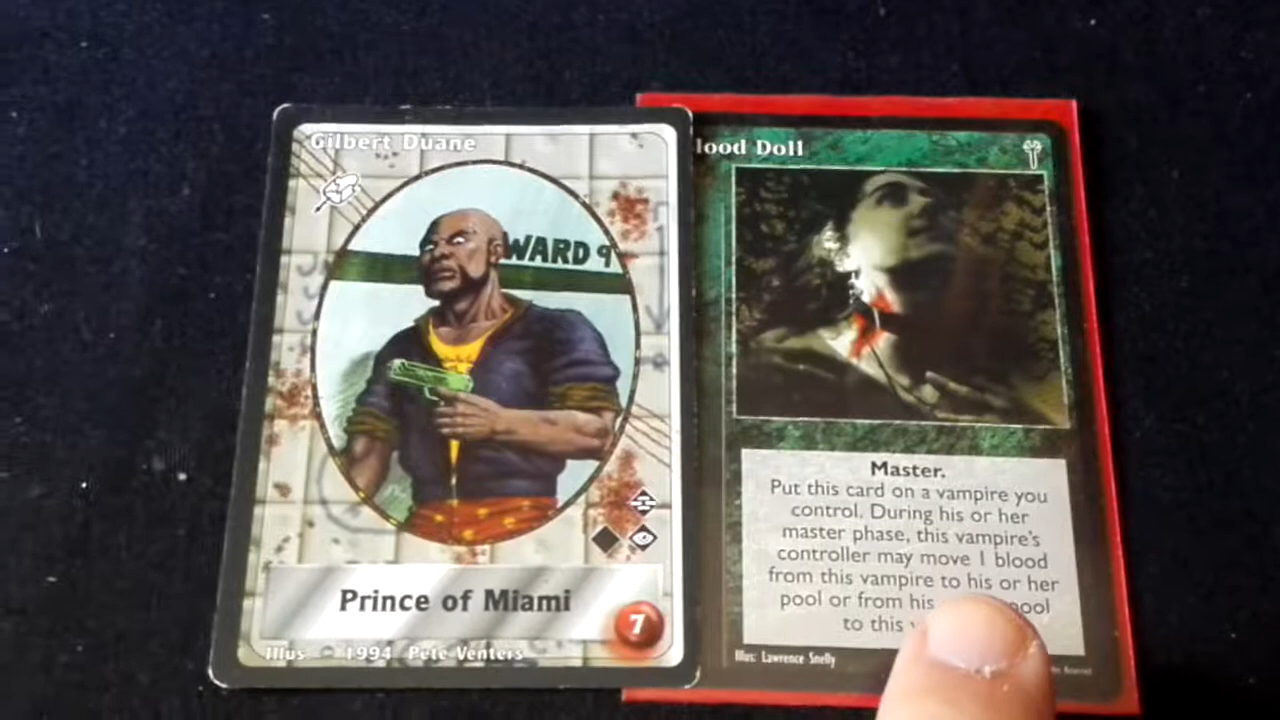 Gilbert Duane
WARD 9
Prince of Miami
7
Illus © 1994 Pete Venters
lood Doll
Master.
Put this card on a vampire you
control. During his or her
master phase, this vampire's
controller may move 1 blood
from this vampire to his or her
pool or from his pool
to this
Illus: Lawrence Snelly
Reserved